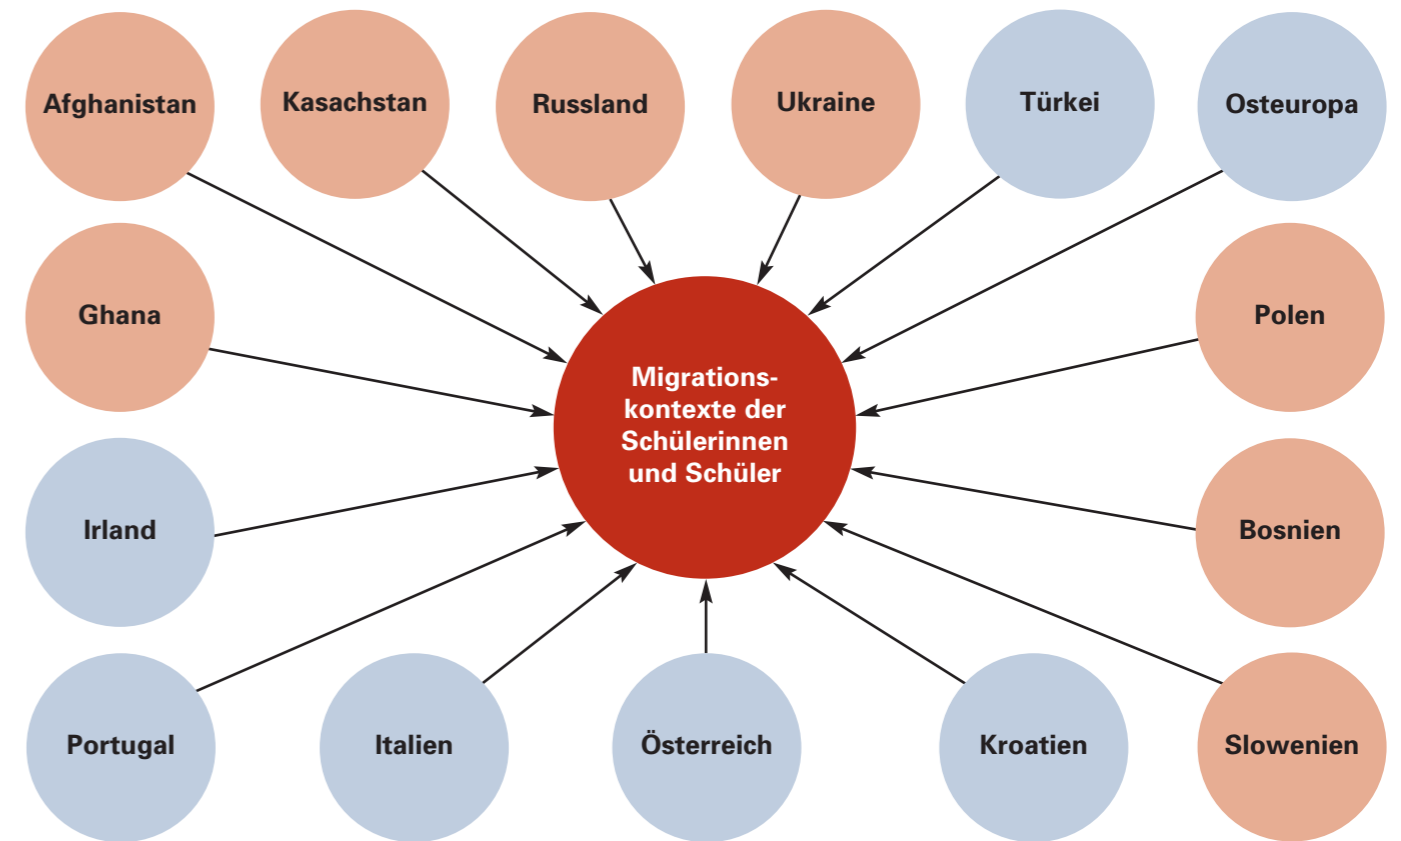 Afghanistan
Kasachstan
Russland
Ukraine
Türkei
Osteuropa
Ghana
Polen
Migrations-
kontexte der
Schülerinnen
und Schüler
Irland
Bosnien
Portugal
Italien
Österreich
Kroatien
Slowenien